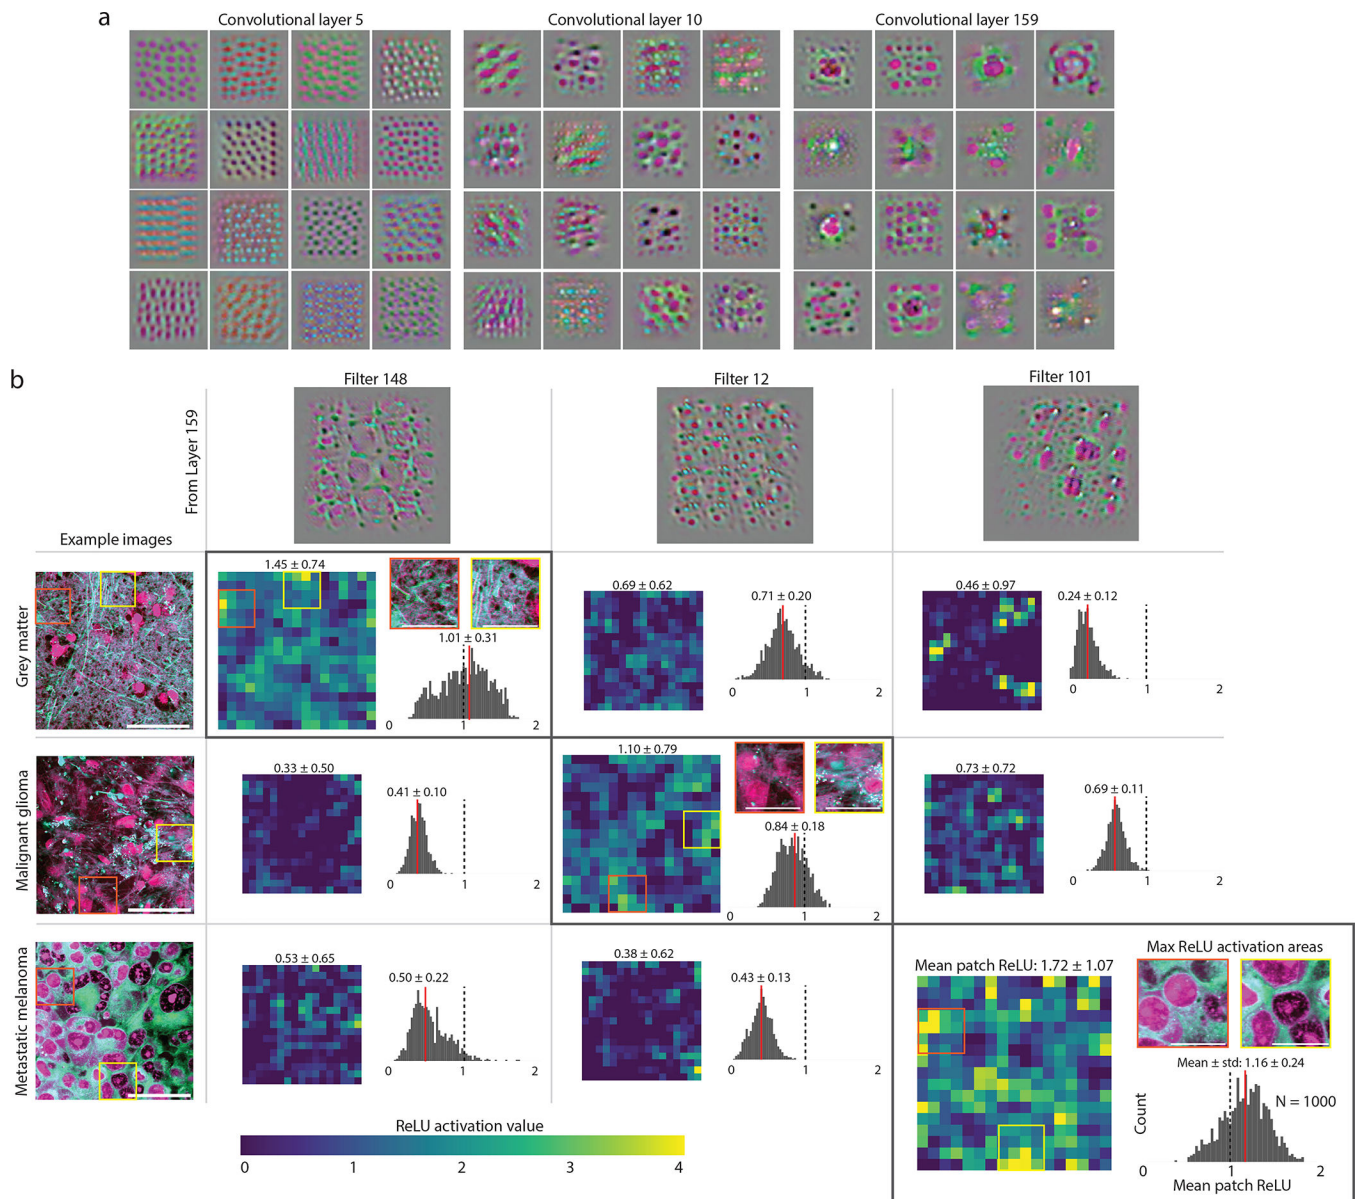 a
Convolutional layer 5
Convolutional layer 10
Convolutional layer 159
b
From Layer 159
Filter 148
Filter 12
Filter 101
Example images
Grey matter
1.45 ± 0.74
1.01 ± 0.31
0 1 2
0.69 ± 0.62
0.71 ± 0.20
0 1 2
0.46 ± 0.97
0.24 ± 0.12
0 1 2
Malignant glioma
0.33 ± 0.50
0.41 ± 0.10
0 1 2
1.10 ± 0.79
0.84 ± 0.18
0 1 2
0.73 ± 0.72
0.69 ± 0.11
0 1 2
Metastatic melanoma
0.53 ± 0.65
0.50 ± 0.22
0 1 2
0.38 ± 0.62
0.43 ± 0.13
0 1 2
Mean patch ReLU: 1.72 ± 1.07
Max ReLU activation areas
Mean ± std: 1.16 ± 0.24
N = 1000
Count
0 1 2
Mean patch ReLU
ReLU activation value
0 1 2 3 4